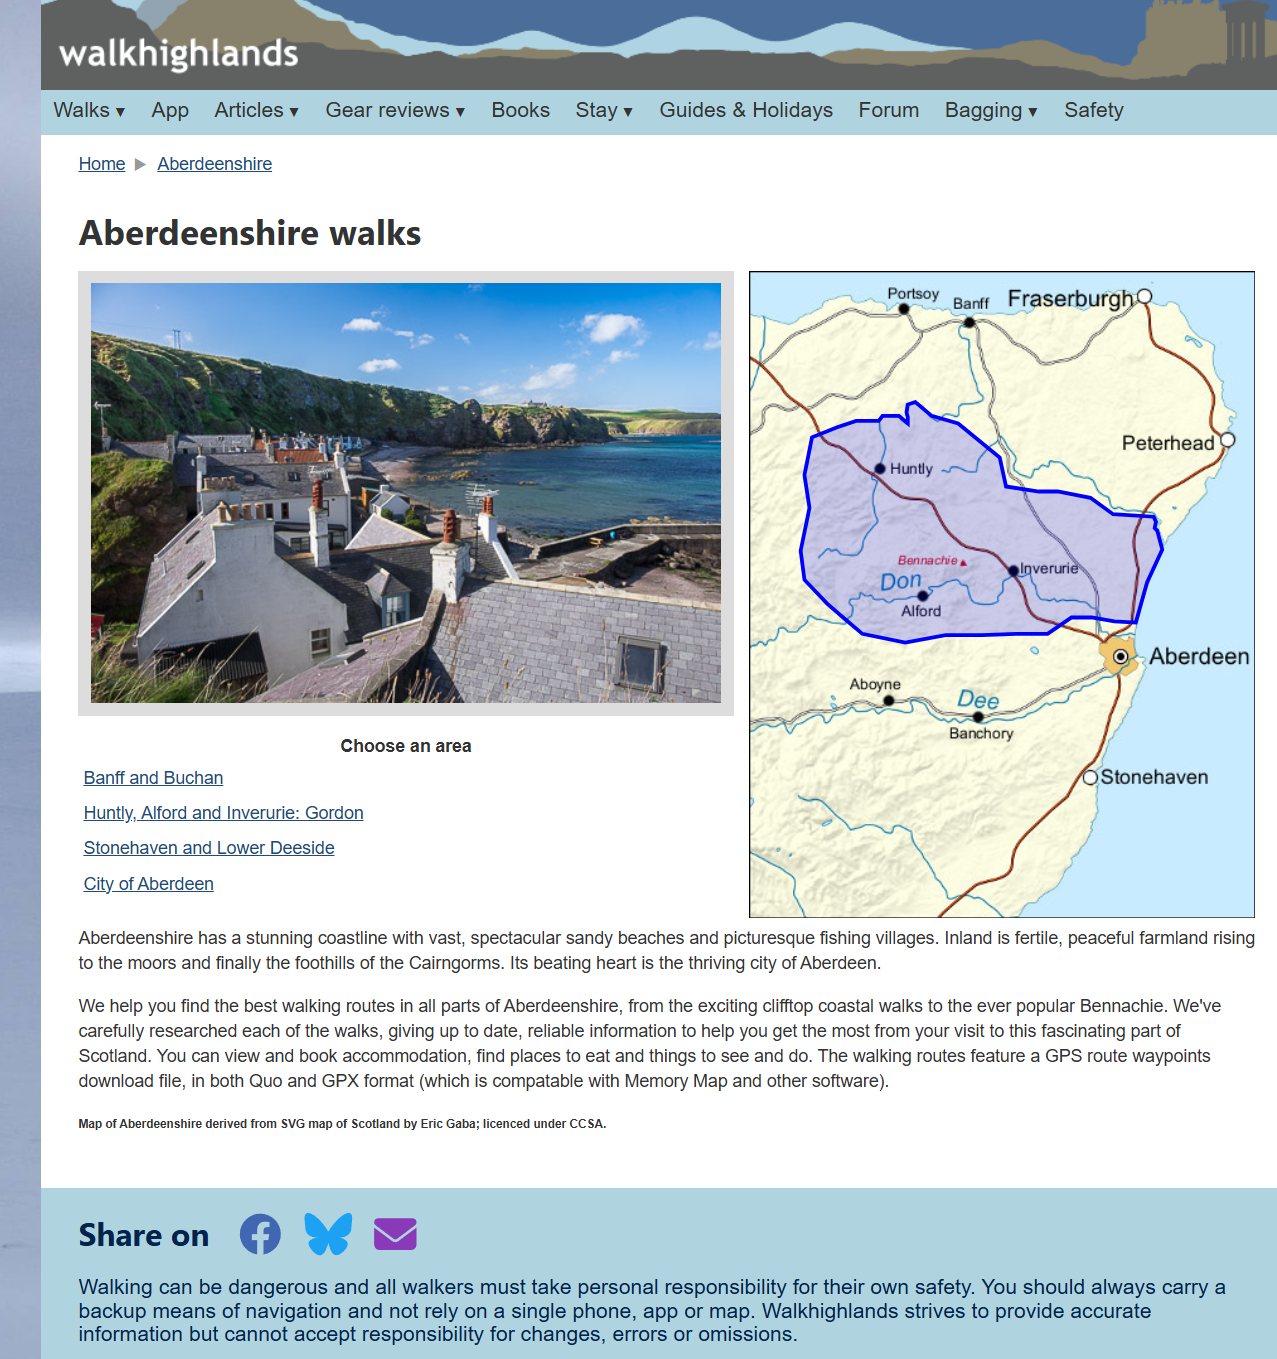 walkhighlands
Walks ▼ App Articles ▼ Gear reviews ▼ Books Stay ▼ Guides & Holidays Forum Bagging ▼ Safety
Home ▶ Aberdeenshire
Aberdeenshire walks
Portsoy
Banff
Fraserburgh
Peterhead
Huntly
Bennachie
Inverurie
Don
Alford
Aberdeen
Aboyne
Dee
Banchory
Stonehaven
Choose an area
Banff and Buchan
Huntly, Alford and Inverurie: Gordon
Stonehaven and Lower Deeside
City of Aberdeen
Aberdeenshire has a stunning coastline with vast, spectacular sandy beaches and picturesque fishing villages. Inland is fertile, peaceful farmland rising
to the moors and finally the foothills of the Cairngorms. Its beating heart is the thriving city of Aberdeen.
We help you find the best walking routes in all parts of Aberdeenshire, from the exciting clifftop coastal walks to the ever popular Bennachie. We've
carefully researched each of the walks, giving up to date, reliable information to help you get the most from your visit to this fascinating part of
Scotland. You can view and book accommodation, find places to eat and things to see and do. The walking routes feature a GPS route waypoints
download file, in both Quo and GPX format (which is compatable with Memory Map and other software).
Map of Aberdeenshire derived from SVG map of Scotland by Eric Gaba; licenced under CCSA.
Share on
Walking can be dangerous and all walkers must take personal responsibility for their own safety. You should always carry a
backup means of navigation and not rely on a single phone, app or map. Walkhighlands strives to provide accurate
information but cannot accept responsibility for changes, errors or omissions.